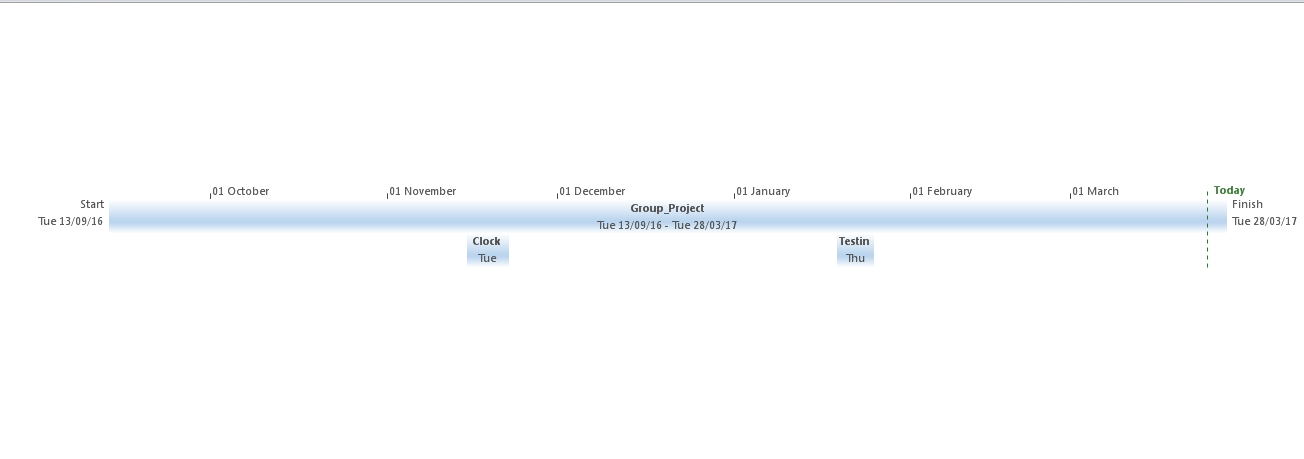 01 October
01 November
01 December
01 January
01 February
01 March
Today
Start
Group_Project
Finish
Tue 13/09/16
Tue 13/09/16 - Tue 28/03/17
Tue 28/03/17
Clock
Testin
Tue
Thu